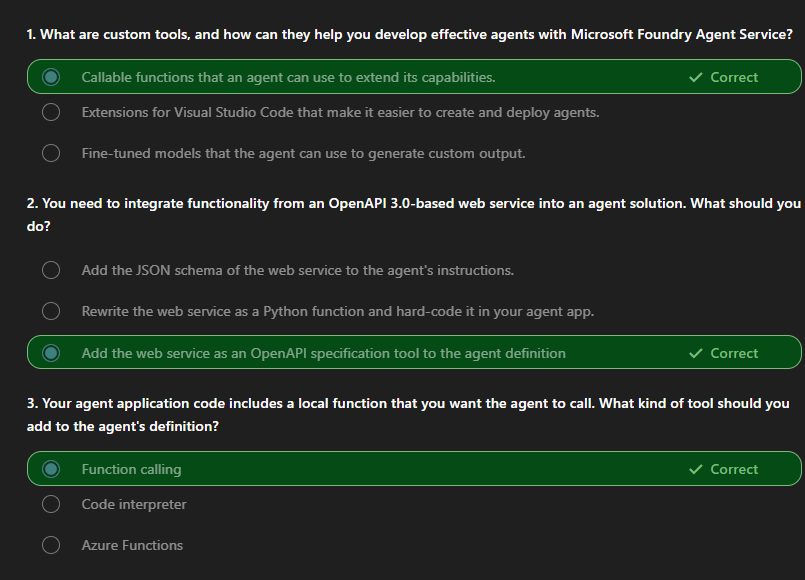 1. What are custom tools, and how can they help you develop effective agents with Microsoft Foundry Agent Service?
Callable functions that an agent can use to extend its capabilities.
Correct
Extensions for Visual Studio Code that make it easier to create and deploy agents.
Fine-tuned models that the agent can use to generate custom output.
2. You need to integrate functionality from an OpenAPI 3.0-based web service into an agent solution. What should you
do?
Add the JSON schema of the web service to the agent's instructions.
Rewrite the web service as a Python function and hard-code it in your agent app.
Add the web service as an OpenAPI specification tool to the agent definition
Correct
3. Your agent application code includes a local function that you want the agent to call. What kind of tool should you
add to the agent's definition?
Function calling
Correct
Code interpreter
Azure Functions